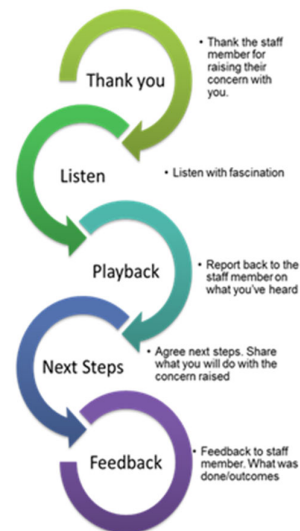 Thank you
• Thank the staff
member for
raising their
concern with
you.
Listen
• Listen with fascination
Playback
• Report back to the
staff member on
what you've heard
Next Steps
• Agree next steps. Share
what you will do with the
concern raised
Feedback
• Feedback to staff
member. What was
done/outcomes